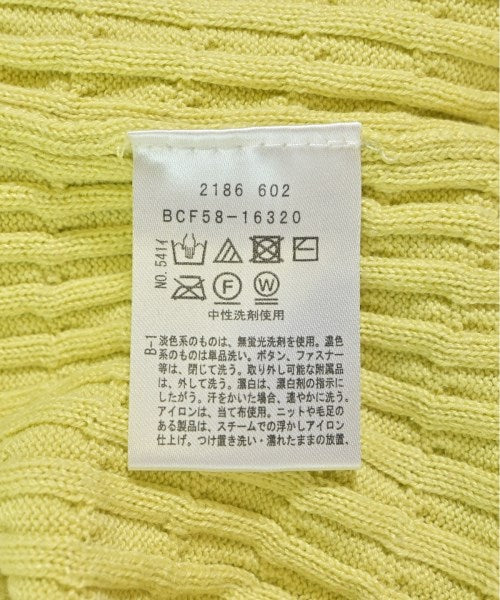 2186 602
BCF58-16320
NO.5414
F W
中性洗剤使用
B-1
淡色系のものは、無蛍光洗剤を使用。濃色
系のものは単品洗い。ボタン、ファスナー
等は、閉じて洗う。取り外し可能な附属品
は、外して洗う。漂白は、漂白剤の指示に
したがう。汗をかいた場合、速やかに洗う。
アイロンは、当て布使用。ニットや毛足の
ある製品は、スチームでの浮かしアイロン
仕上げ。つけ置き洗い・濡れたままの放置、